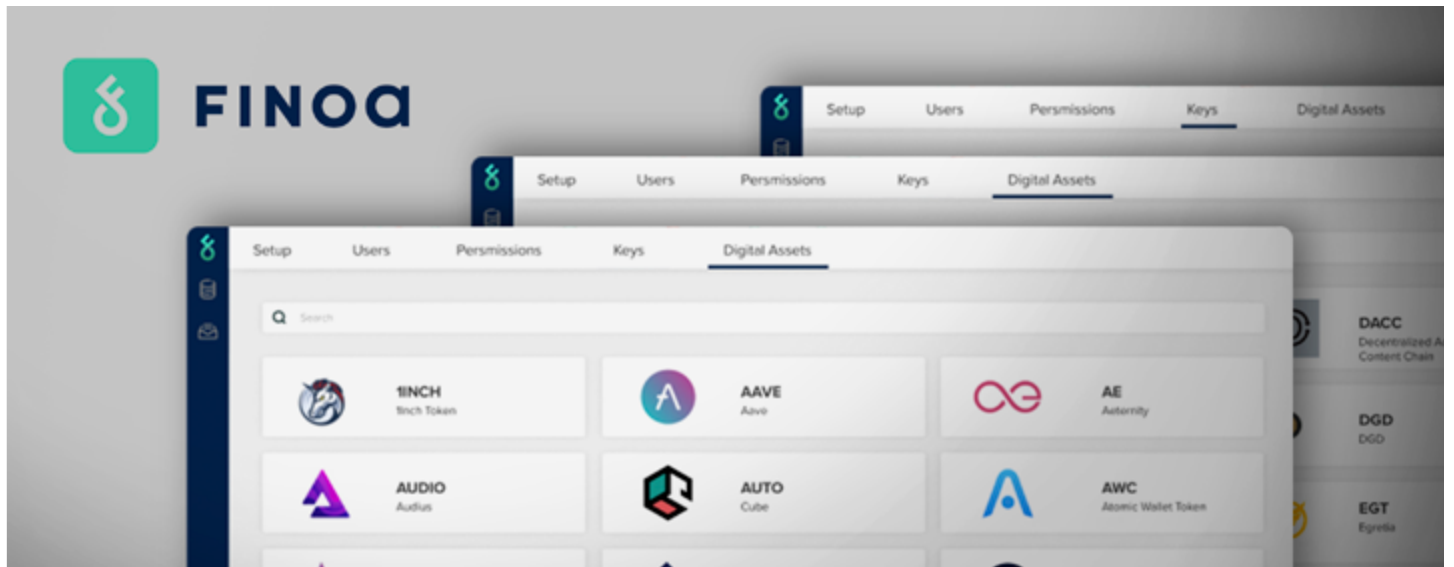 FINOA
Setup Users Persmissions Keys Digital Assets
Setup Users Persmissions Keys Digital Assets
Setup Users Persmissions Keys Digital Assets
Search
1INCH
1inch Token
AAVE
Aave
AE
Aeternity
DACC
Decentralized A
Content Chain
AUDIO
Audius
AUTO
Cube
AWC
Atomic Wallet Token
DGD
DGD
EGT
Egretia